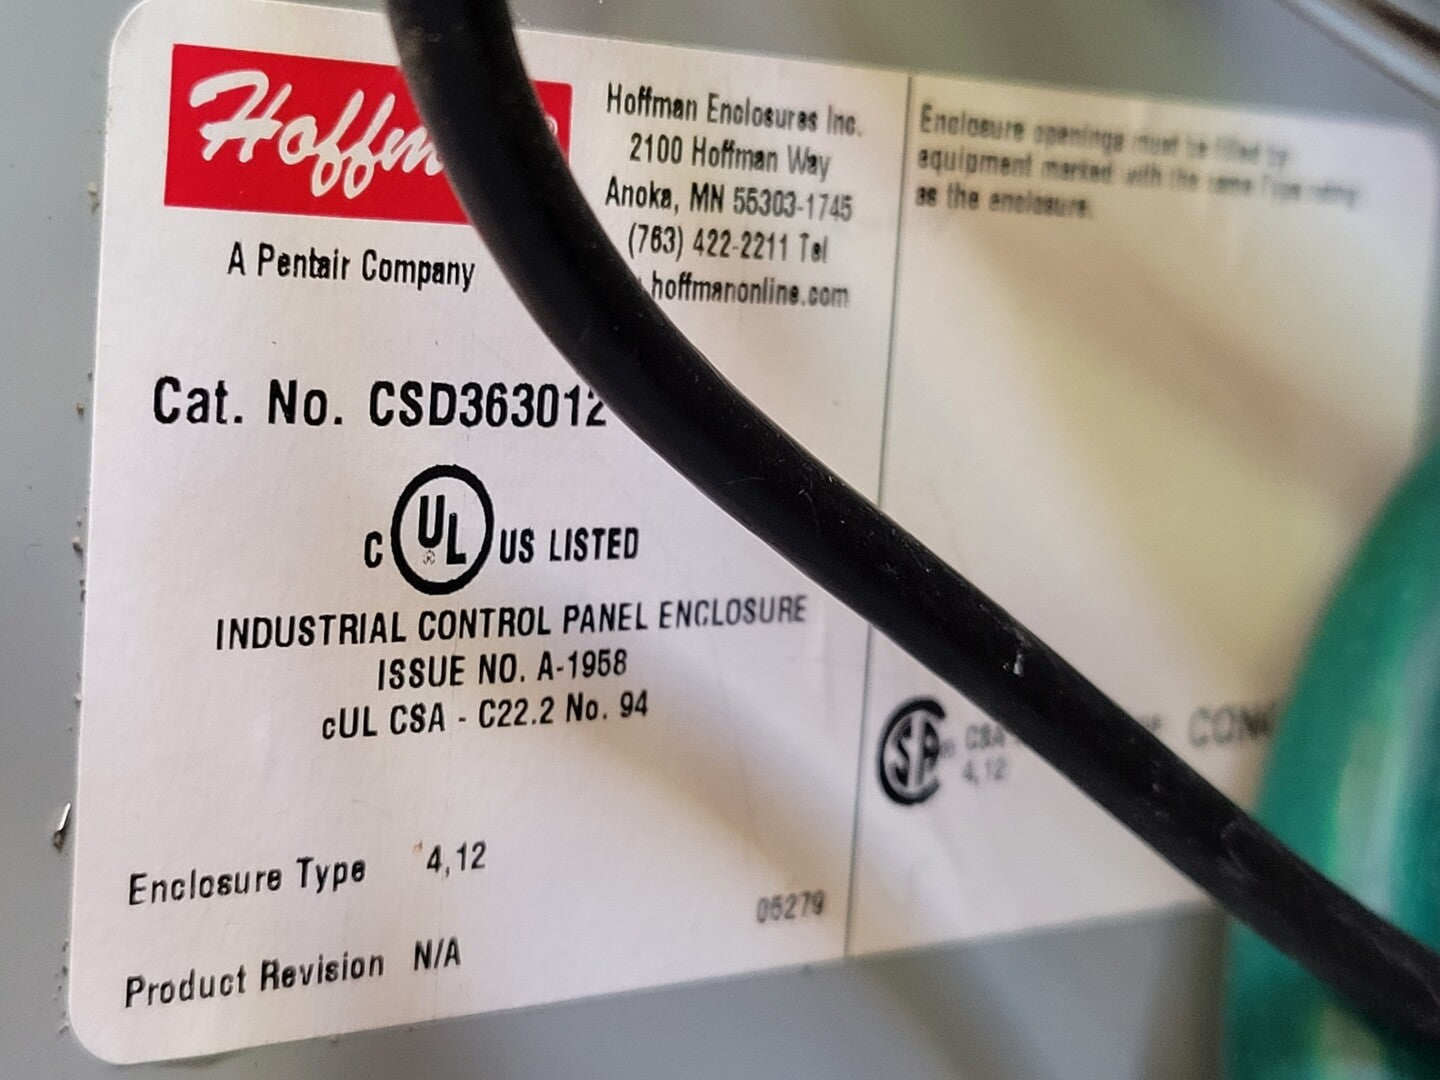 Hoffm
A Pentair Company
Cat. No. CSD363012
C UL US LISTED
INDUSTRIAL CONTROL PANEL ENCLOSURE
ISSUE NO. A-1958
cUL CSA - C22.2 No. 94
Enclosure Type 4,12
Product Revision N/A
05279
Hoffman Enclosures Inc.
2100 Hoffman Way
Anoka, MN 55303-1745
(763) 422-2211 Tel
hoffmanonline.com
Enclosure openings must be filled by
equipment marked with the same Type rating
as the enclosure.
SA® CSA
4,12